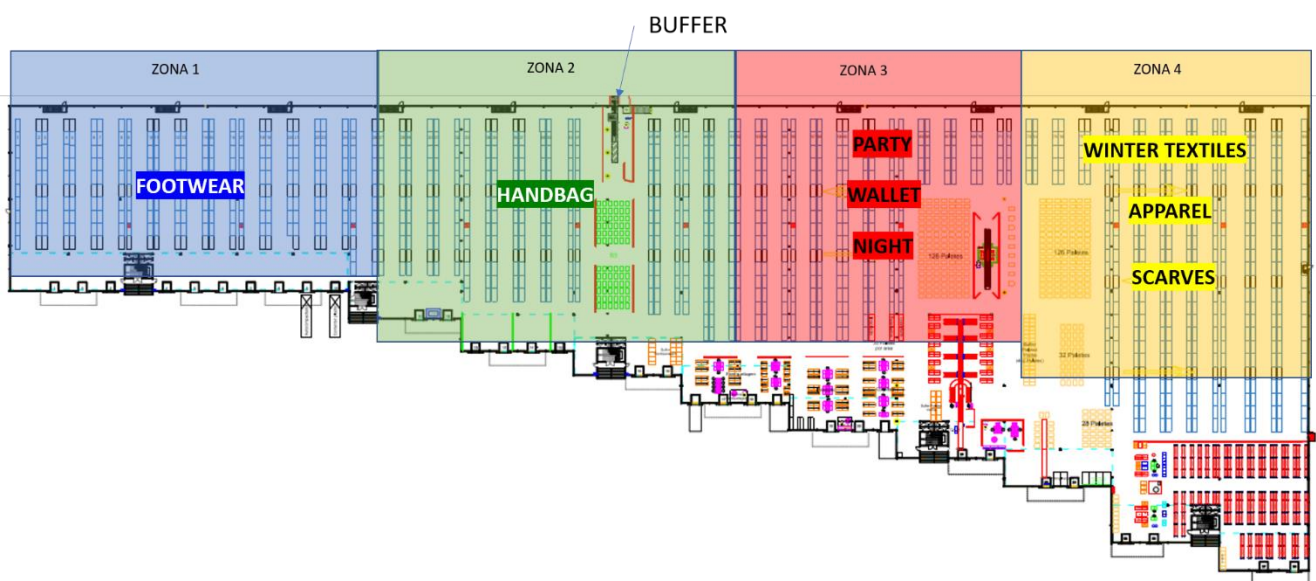 BUFFER
ZONA 1
ZONA 2
ZONA 3
ZONA 4
FOOTWEAR
HANDBAG
PARTY
WALLET
NIGHT
WINTER TEXTILES
APPAREL
SCARVES
126 Paletes
126 Paletes
32 Paletes
28 Paletes